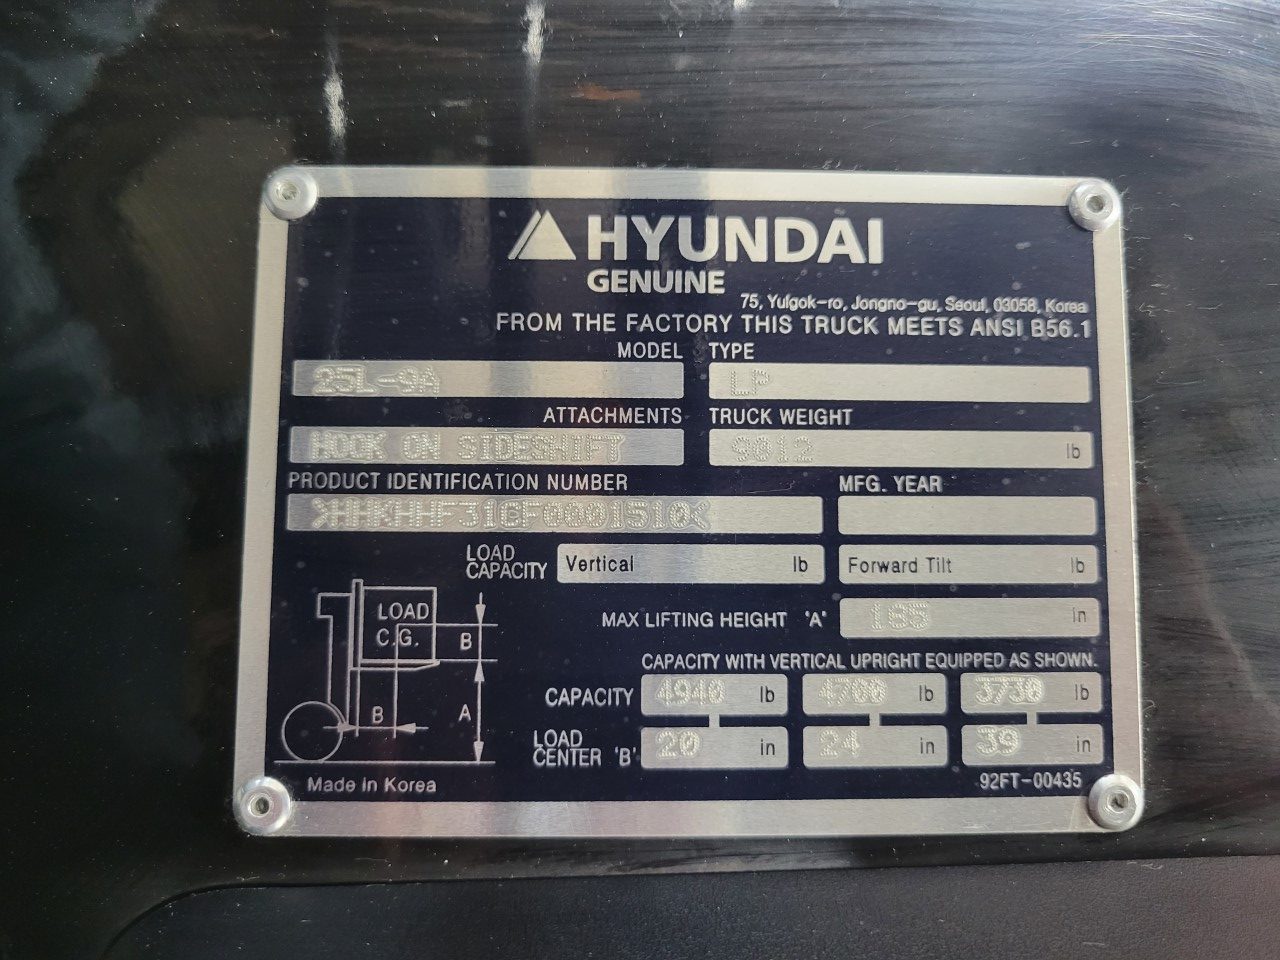 HYUNDAI
GENUINE
75, Yulgok-ro, Jongno-gu, Seoul, 03058, Korea
FROM THE FACTORY THIS TRUCK MEETS ANSI B56.1
MODEL TYPE
25L-9A LP
ATTACHMENTS TRUCK WEIGHT
HOOK ON SIDESHIFT 9012 lb
PRODUCT IDENTIFICATION NUMBER MFG. YEAR
LOAD CAPACITY Vertical lb Forward Tilt lb
MAX LIFTING HEIGHT 'A' in
CAPACITY WITH VERTICAL UPRIGHT EQUIPPED AS SHOWN.
CAPACITY 4940 lb 4700 lb 3730 lb
LOAD CENTER 'B' 20 in 24 in 39 in
LOAD
C.G.
B
B
A
Made in Korea
92FT-00435